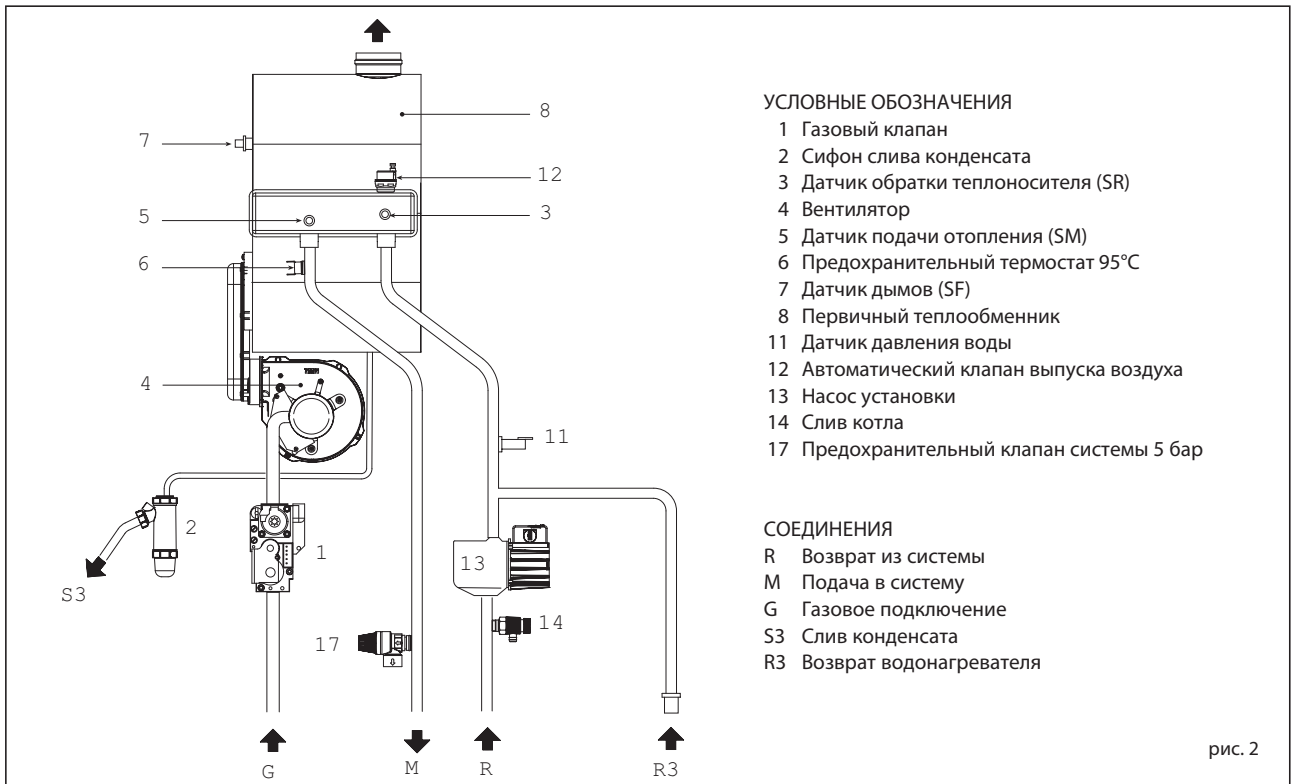 8
7
12
5
3
6
4
11
2
1
13
S3
14
17
G
M
R
R3
УСЛОВНЫЕ ОБОЗНАЧЕНИЯ
1 Газовый клапан
2 Сифон слива конденсата
3 Датчик обратки теплоносителя (SR)
4 Вентилятор
5 Датчик подачи отопления (SM)
6 Предохранительный термостат 95°C
7 Датчик дымов (SF)
8 Первичный теплообменник
11 Датчик давления воды
12 Автоматический клапан выпуска воздуха
13 Насос установки
14 Слив котла
17 Предохранительный клапан системы 5 бар
СОЕДИНЕНИЯ
R Возврат из системы
M Подача в систему
G Газовое подключение
S3 Слив конденсата
R3 Возврат водонагревателя
рис. 2